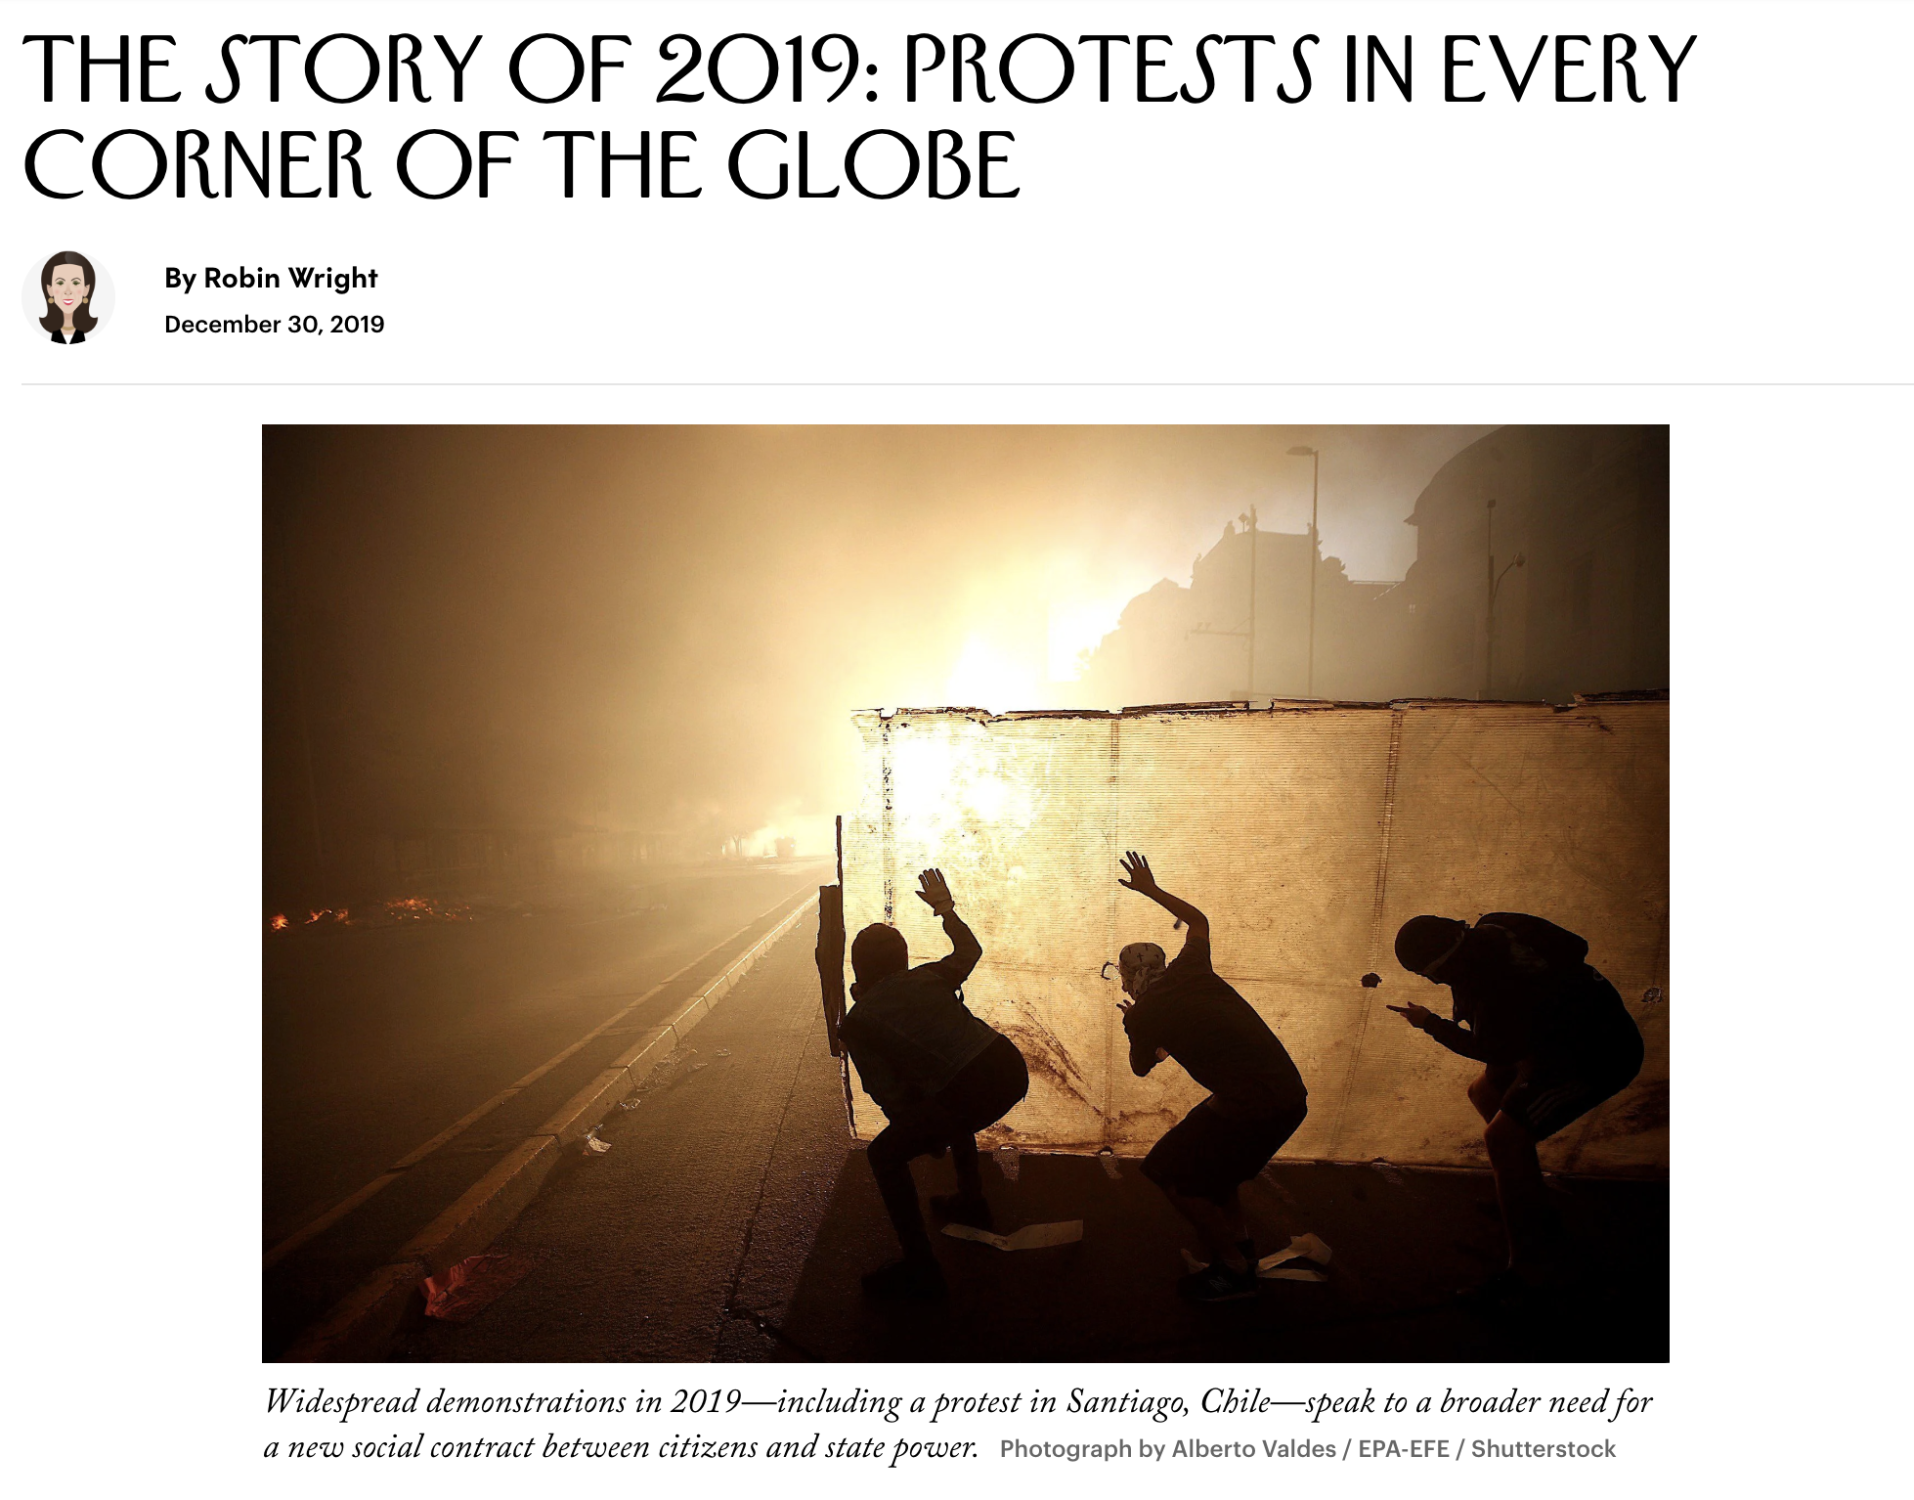 THE STORY OF 2019: PROTESTS IN EVERY
CORNER OF THE GLOBE
By Robin Wright
December 30, 2019
Widespread demonstrations in 2019—including a protest in Santiago, Chile—speak to a broader need for
a new social contract between citizens and state power. Photograph by Alberto Valdes / EPA-EFE / Shutterstock